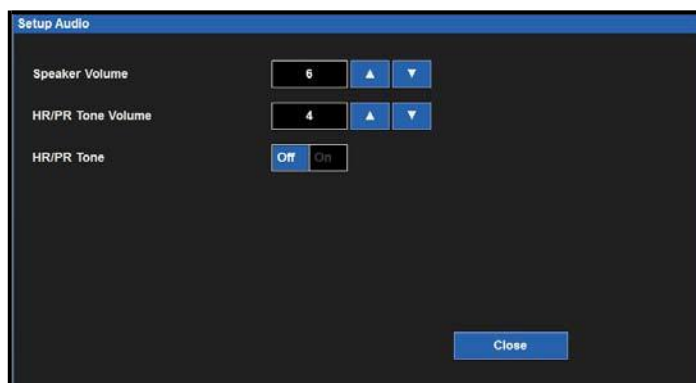 Setup Audio
Speaker Volume 6 ▲ ▼
HR/PR Tone Volume 4 ▲ ▼
HR/PR Tone Off On
Close